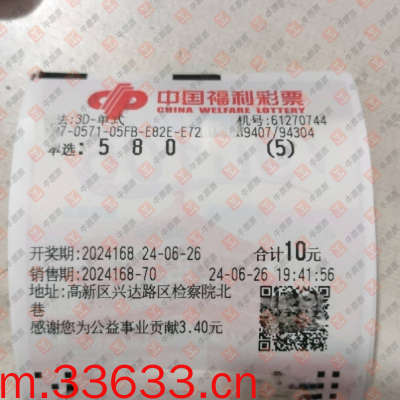 中国福利彩票
CHINA WELFARE LOTTERY
法:3D-单式 机号:61270744
7-0571-05FB-E82E-E72 89407/94304
单选: 5 8 0 (5)
开奖期:2024168 24-06-26 合计10元
销售期:2024168-70 24-06-26 19:41:56
地址:高新区兴达路区检察院北
巷
感谢您为公益事业贡献3.40元
m.33633.cn